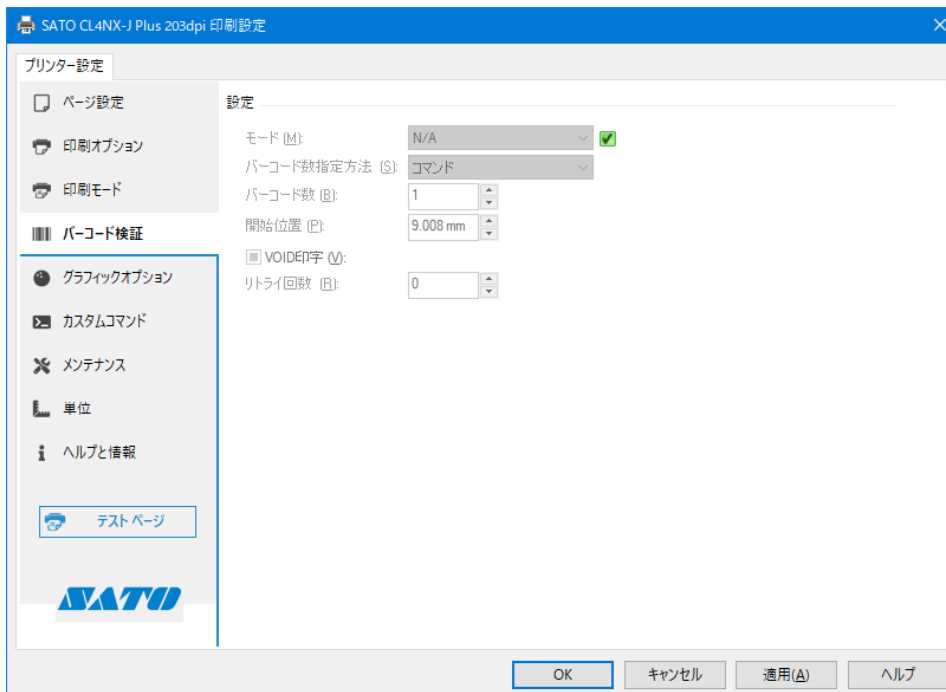 SATO CL4NX-J Plus 203dpi 印刷設定
プリンター設定
ページ設定
印刷オプション
印刷モード
バーコード検証
グラフィックオプション
カスタムコマンド
メンテナンス
単位
ヘルプと情報
テスト ページ
SATO
設定
モード (M): N/A
バーコード数指定方法 (S): コマンド
バーコード数 (B): 1
開始位置 (P): 9.008 mm
VOID印字 (V):
リトライ回数 (R): 0
OK キャンセル 適用(A) ヘルプ